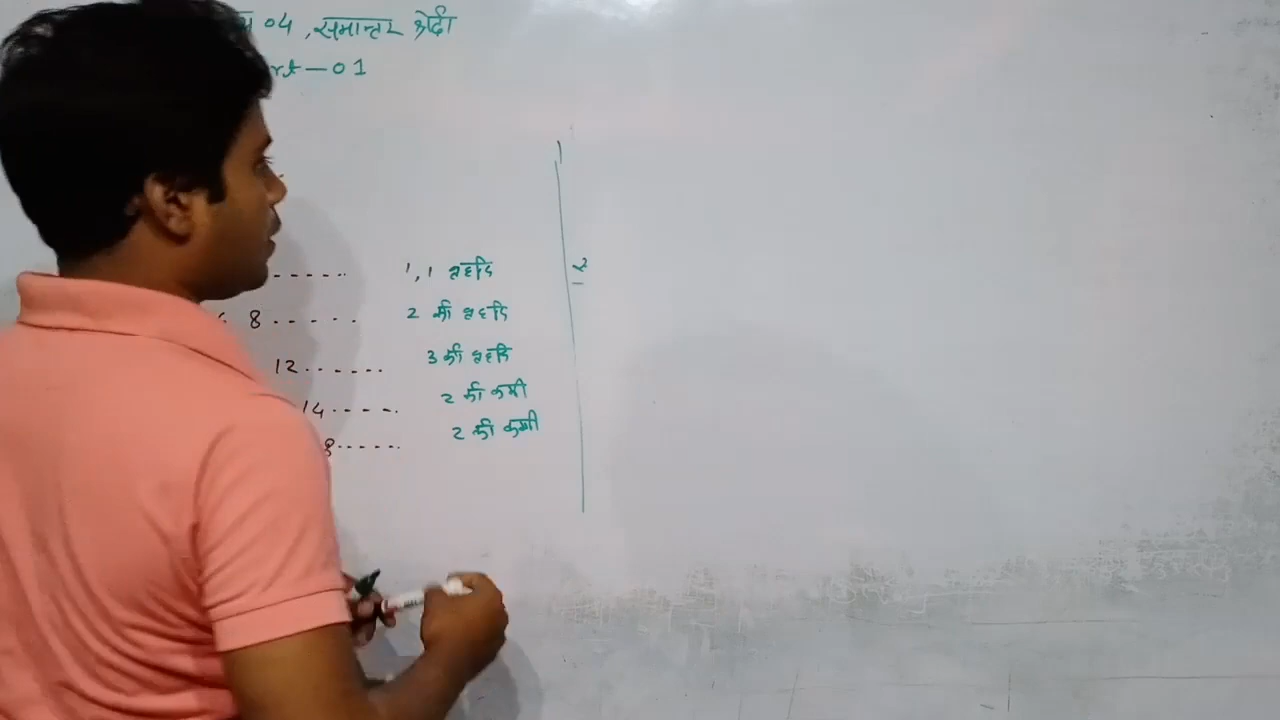 04, समान्तर श्रेढी
rt - 01
------- 1, 1 वृद्धि
8 ----- 2 की वृद्धि
12 ...... 3 की वृद्धि
14 ----- 2 की कमी
8 ----- 2 की कमी